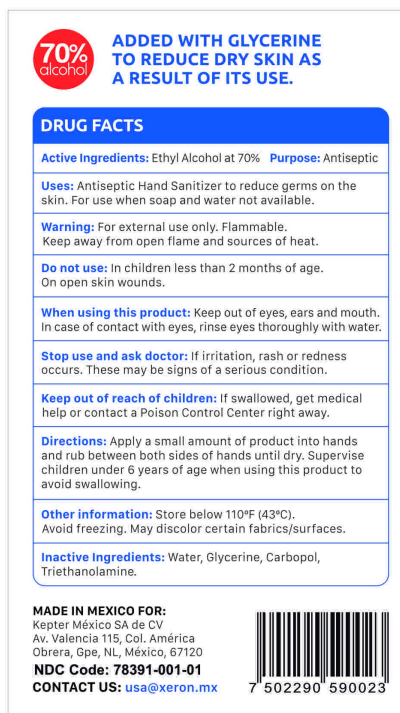 70%
alcohol
ADDED WITH GLYCERINE
TO REDUCE DRY SKIN AS
A RESULT OF ITS USE.
DRUG FACTS
Active Ingredients: Ethyl Alcohol at 70% Purpose: Antiseptic
Uses: Antiseptic Hand Sanitizer to reduce germs on the
skin. For use when soap and water not available.
Warning: For external use only. Flammable.
Keep away from open flame and sources of heat.
Do not use: In children less than 2 months of age.
On open skin wounds.
When using this product: Keep out of eyes, ears and mouth.
In case of contact with eyes, rinse eyes thoroughly with water.
Stop use and ask doctor: If irritation, rash or redness
occurs. These may be signs of a serious condition.
Keep out of reach of children: If swallowed, get medical
help or contact a Poison Control Center right away.
Directions: Apply a small amount of product into hands
and rub between both sides of hands until dry. Supervise
children under 6 years of age when using this product to
avoid swallowing.
Other information: Store below 110ºF (43ºC).
Avoid freezing. May discolor certain fabrics/surfaces.
Inactive Ingredients: Water, Glycerine, Carbopol,
Triethanolamine.
MADE IN MEXICO FOR:
Kepter México SA de CV
Av. Valencia 115, Col. América
Obrera, Gpe, NL, México, 67120
NDC Code: 78391-001-01
CONTACT US: usa@xeron.mx
7 502290 590023